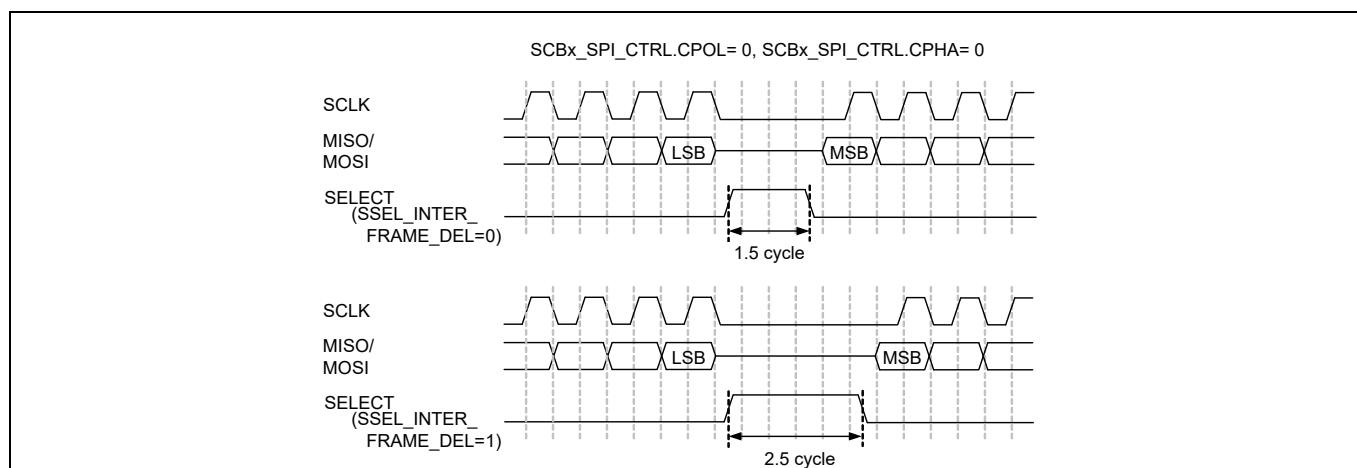 SCBx_SPI_CTRL.CPOL= 0, SCBx_SPI_CTRL.CPHA= 0
SCLK
MISO/
MOSI
LSB
MSB
SELECT
(SSEL_INTER_
FRAME_DEL=0)
1.5 cycle
SCLK
MISO/
MOSI
LSB
MSB
SELECT
(SSEL_INTER_
FRAME_DEL=1)
2.5 cycle